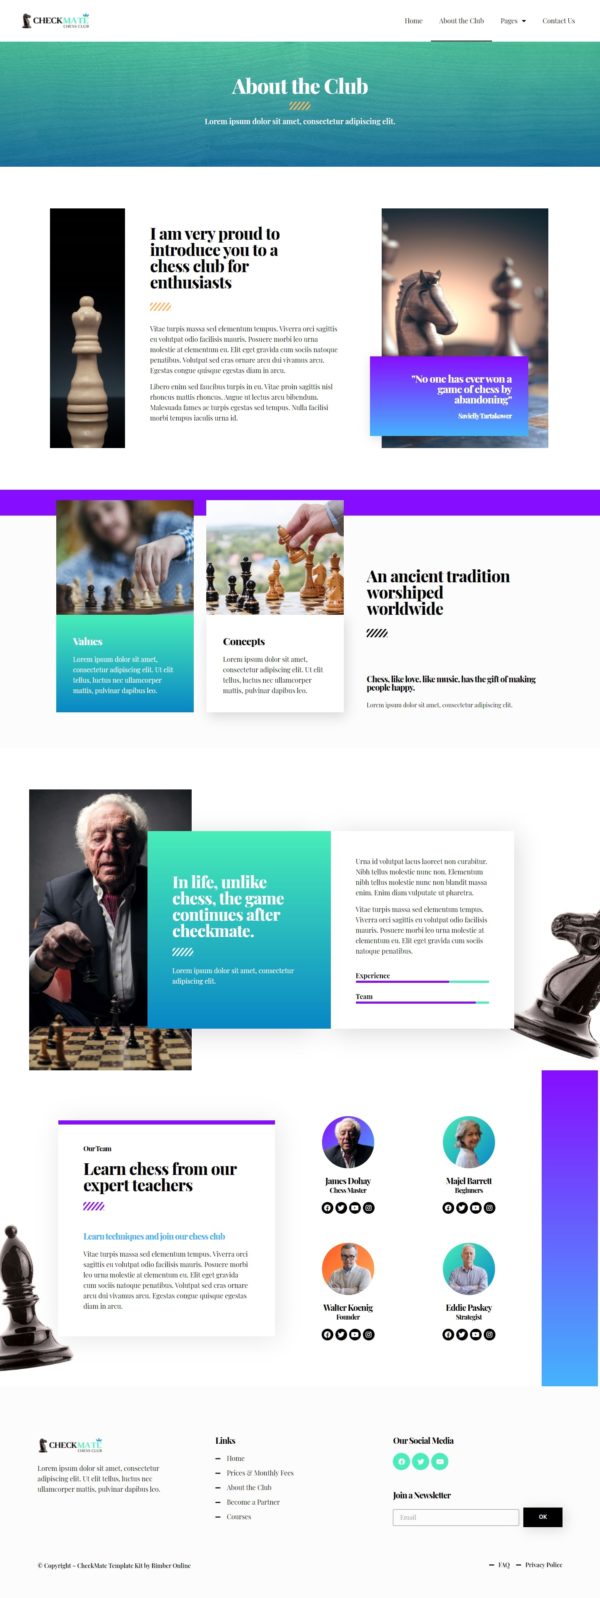 CHECKMATE
CHESS CLUB
Home
About the Club
Pages
Contact Us
About the Club
Lorem ipsum dolor sit amet, consectetur adipiscing elit.
I am very proud to
introduce you to a
chess club for
enthusiasts
Vitae turpis massa sed elementum tempus. Viverra orci sagittis
eu volutpat odio facilisis mauris. Posuere morbi leo urna
molestie at elementum eu. Elit eget gravida cum sociis natoque
penatibus. Volutpat sed cras ornare arcu dui vivamus arcu.
Egestas congue quisque egestas diam in arcu.
Libero enim sed faucibus turpis in eu. Vitae proin sagittis nisl
rhoncus mattis rhoncus. Augue ut lectus arcu bibendum.
Malesuada fames ac turpis egestas sed tempus. Nulla facilisi
morbi tempus iaculis urna id.
"No one has ever won a
game of chess by
abandoning"
Savielly Tartakower
Values
Lorem ipsum dolor sit amet,
consectetur adipiscing elit. Ut elit
tellus, luctus nec ullamcorper
mattis, pulvinar dapibus leo.
Concepts
Lorem ipsum dolor sit amet,
consectetur adipiscing elit. Ut elit
tellus, luctus nec ullamcorper
mattis, pulvinar dapibus leo.
An ancient tradition
worshiped
worldwide
Chess, like love, like music, has the gift of making
people happy.
Lorem ipsum dolor sit amet, consectetur adipiscing elit.
In life, unlike
chess, the game
continues after
checkmate.
Lorem ipsum dolor sit amet, consectetur
adipiscing elit.
Urna id volutpat lacus laoreet non curabitur.
Nibh tellus molestie nunc non. Elementum
nibh tellus molestie nunc non blandit massa
enim. Enim diam vulputate ut pharetra.
Vitae turpis massa sed elementum tempus.
Viverra orci sagittis eu volutpat odio facilisis
mauris. Posuere morbi leo urna molestie at
elementum eu. Elit eget gravida cum sociis
natoque penatibus.
Experience
Team
Our Team
Learn chess from our
expert teachers
Learn techniques and join our chess club
Vitae turpis massa sed elementum tempus. Viverra orci
sagittis eu volutpat odio facilisis mauris. Posuere morbi
leo urna molestie at elementum eu. Elit eget gravida
cum sociis natoque penatibus. Volutpat sed cras ornare
arcu dui vivamus arcu. Egestas congue quisque egestas
diam in arcu.
James Dohay
Chess Master
Majel Barrett
Beginners
Walter Koenig
Founder
Eddie Paskey
Strategist
CHECKMATE
CHESS CLUB
Lorem ipsum dolor sit amet, consectetur
adipiscing elit. Ut elit tellus, luctus nec
ullamcorper mattis, pulvinar dapibus leo.
Links
Home
Prices & Monthly Fees
About the Club
Become a Partner
Courses
Our Social Media
Join a Newsletter
Email
OK
© Copyright – CheckMate Template Kit by Rimber Online
FAQ
Privacy Police